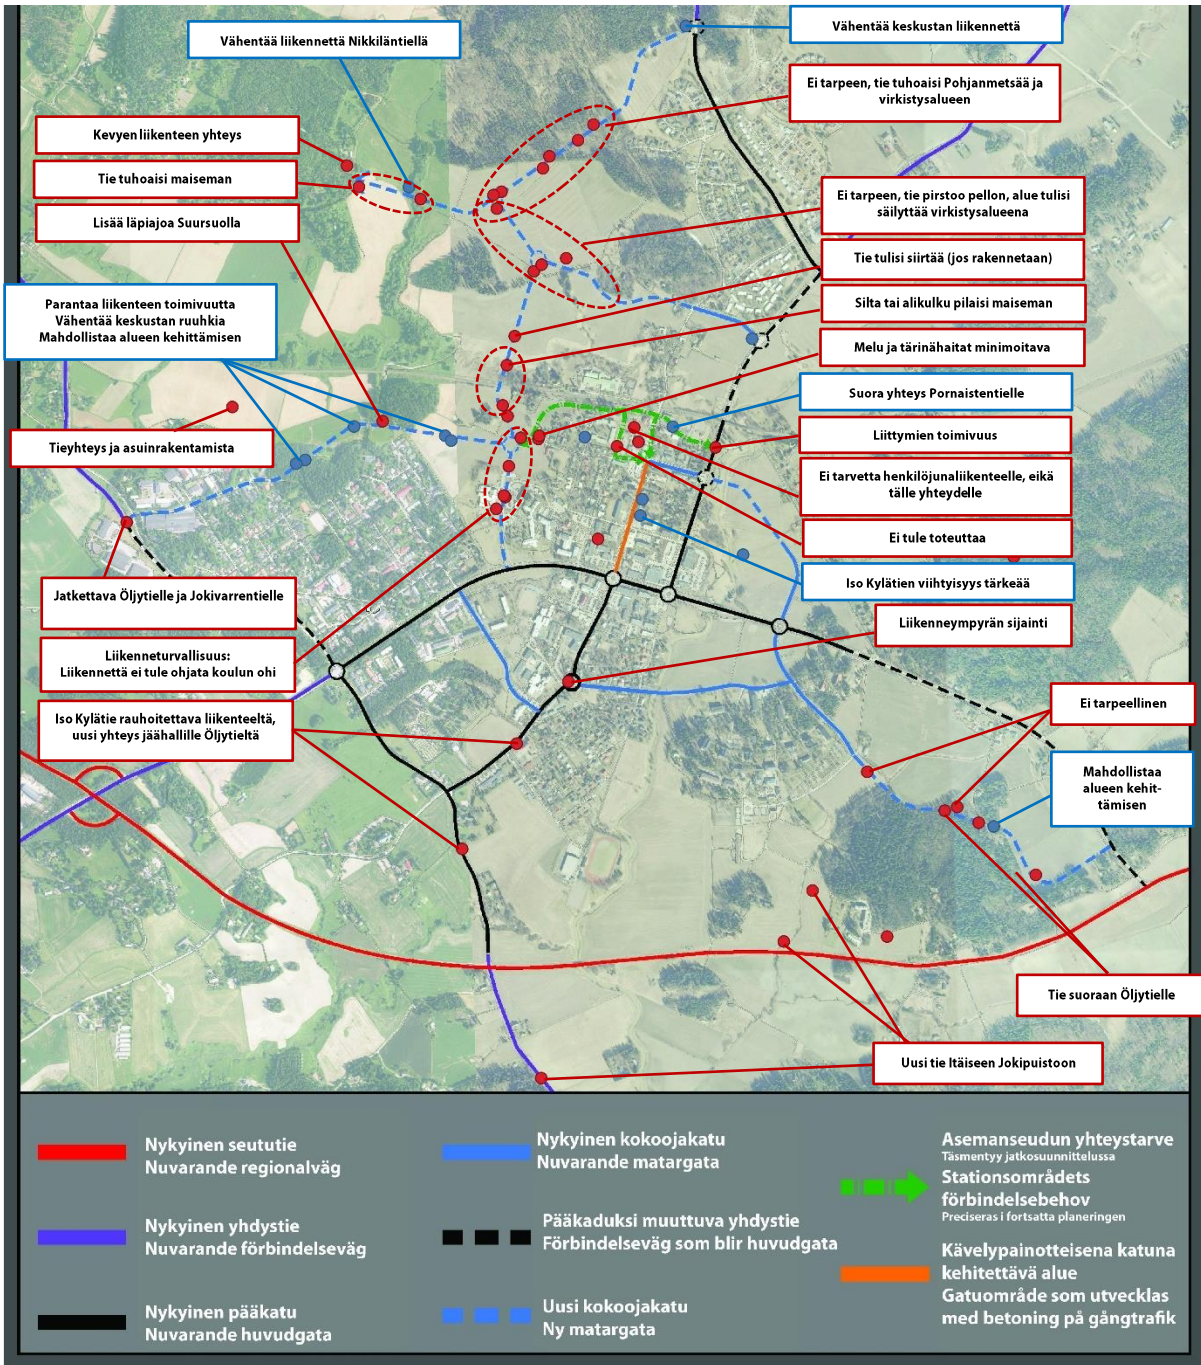 Vähentää liikennettä Nikkiläntiellä
Vähentää keskustan liikennettä
Ei tarpeen, tie tuhoaisi Pohjanmetsää ja
virkistysalueen
Kevyen liikenteen yhteys
Tie tuhoaisi maiseman
Lisää läpiajoa Suursuolla
Ei tarpeen, tie pirstoo pellon, alue tulisi
säilyttää virkistysalueena
Tie tulisi siirtää (jos rakennetaan)
Silta tai alikulku pilaisi maiseman
Parantaa liikenteen toimivuutta
Vähentää keskustan ruuhkia
Mahdollistaa alueen kehittämisen
Melu ja tärinähaitat minimoitava
Suora yhteys Pornaistentielle
Tieyhteys ja asuinrakentamista
Liittymien toimivuus
Ei tarvetta henkilöjunaliikenteelle, eikä
tälle yhteydelle
Ei tule toteuttaa
Iso Kylätien viihtyisyys tärkeää
Jatkettava Öljytielle ja Jokivarrentielle
Liikenneympyrän sijainti
Liikenneturvallisuus:
Liikennettä ei tule ohjata koulun ohi
Iso Kylätie rauhoitettava liikenteeltä,
uusi yhteys jäähallille Öljytieltä
Ei tarpeellinen
Mahdollistaa
alueen kehit-
tämisen
Tie suoraan Öljytielle
Uusi tie Itäiseen Jokipuistoon
Nykyinen seututie
Nuvarande regionalväg
Nykyinen yhdystie
Nuvarande förbindelseväg
Nykyinen pääkatu
Nuvarande huvudgata
Nykyinen kokoojakatu
Nuvarande matargata
Pääkaduksi muuttuva yhdystie
Förbindelseväg som blir huvudgata
Uusi kokoojakatu
Ny matargata
Asemanseudun yhteystarve
Täsmentyy jatkosuunnittelussa
Stationsområdets
förbindelsebehov
Preciseras i fortsatta planeringen
Kävelypainotteisena katuna
kehitettävä alue
Gatuområde som utvecklas
med betoning på gångtrafik